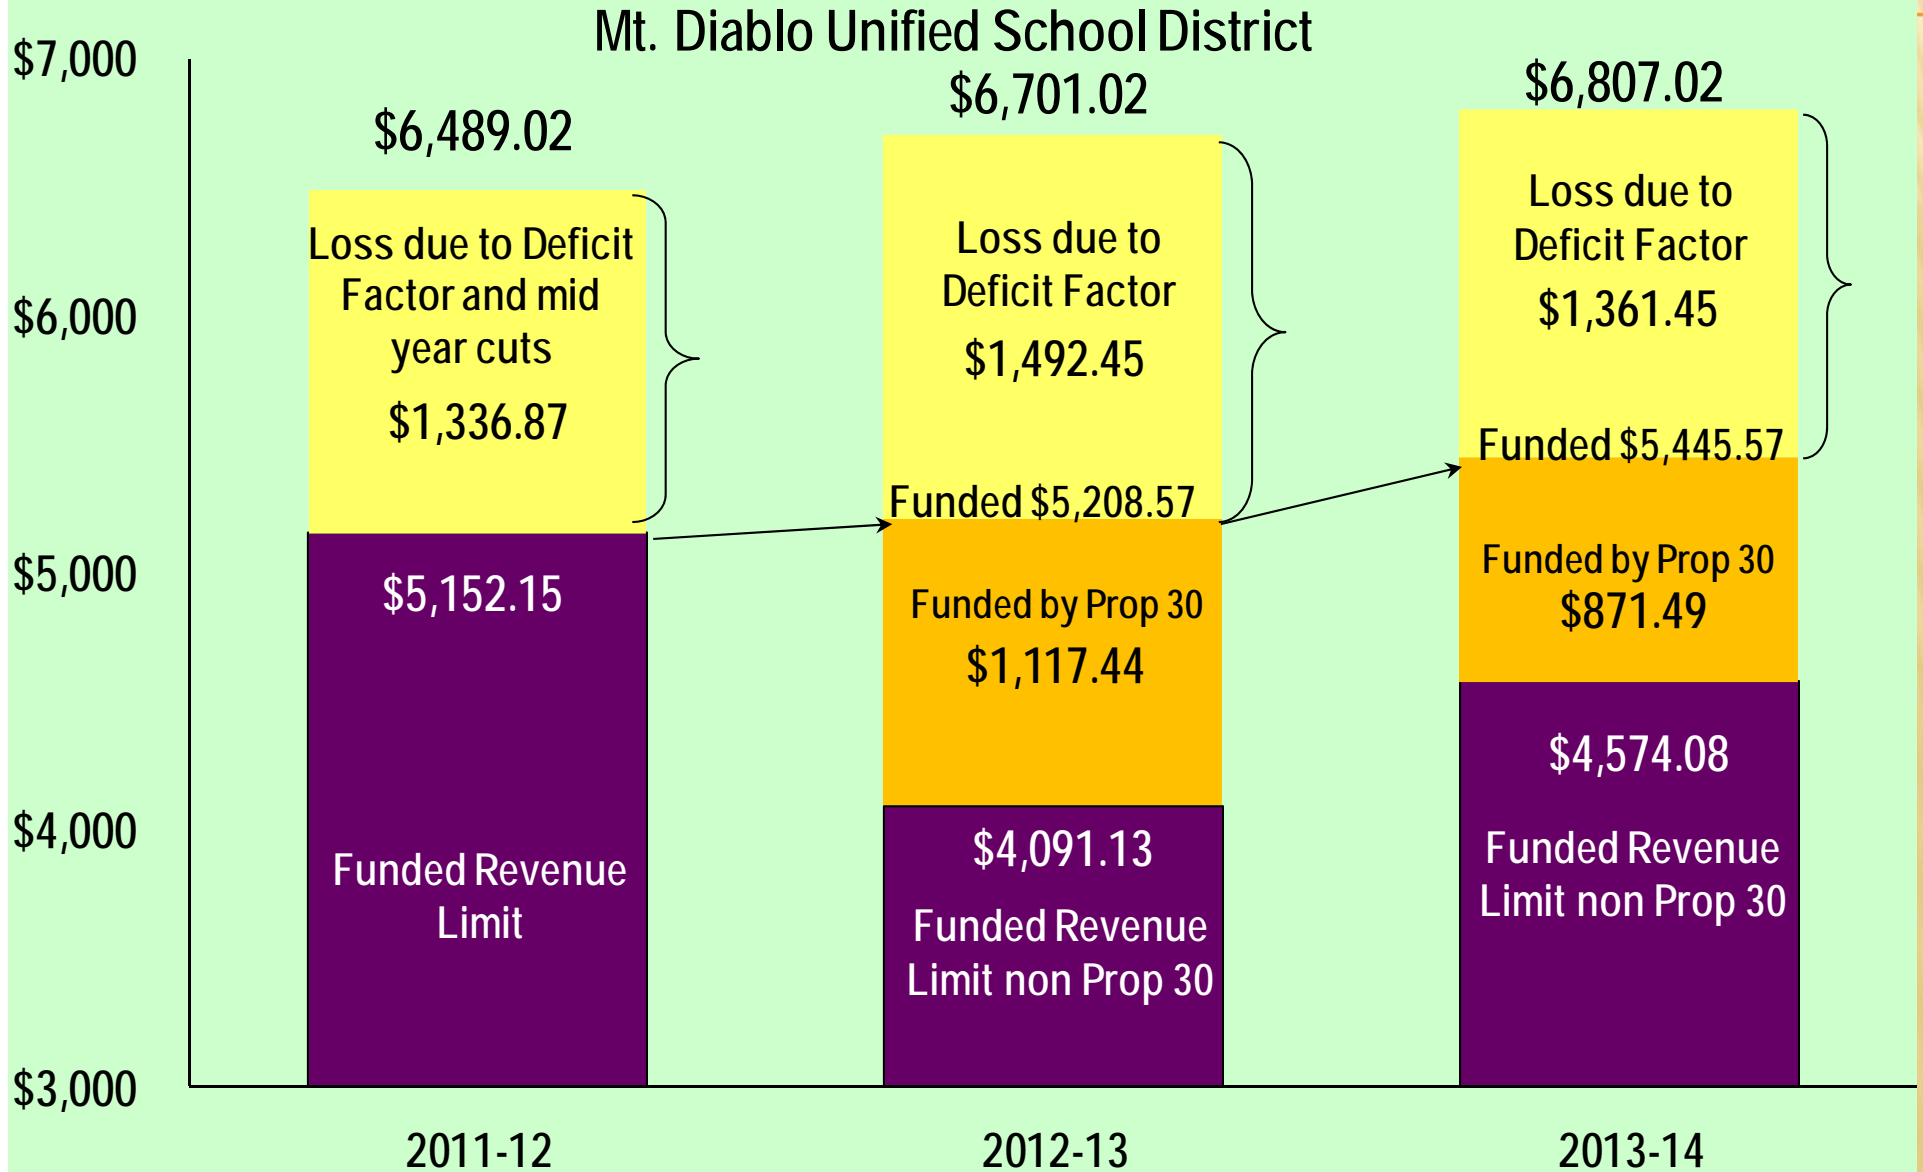 Mt. Diablo Unified School District
$7,000
$6,000
$5,000
$4,000
$3,000
$6,489.02
Loss due to Deficit
Factor and mid
year cuts
$1,336.87
$5,152.15
Funded Revenue
Limit
2011-12
$6,701.02
Loss due to
Deficit Factor
$1,492.45
Funded $5,208.57
Funded by Prop 30
$1,117.44
$4,091.13
Funded Revenue
Limit non Prop 30
2012-13
$6,807.02
Loss due to
Deficit Factor
$1,361.45
Funded $5,445.57
Funded by Prop 30
$871.49
$4,574.08
Funded Revenue
Limit non Prop 30
2013-14